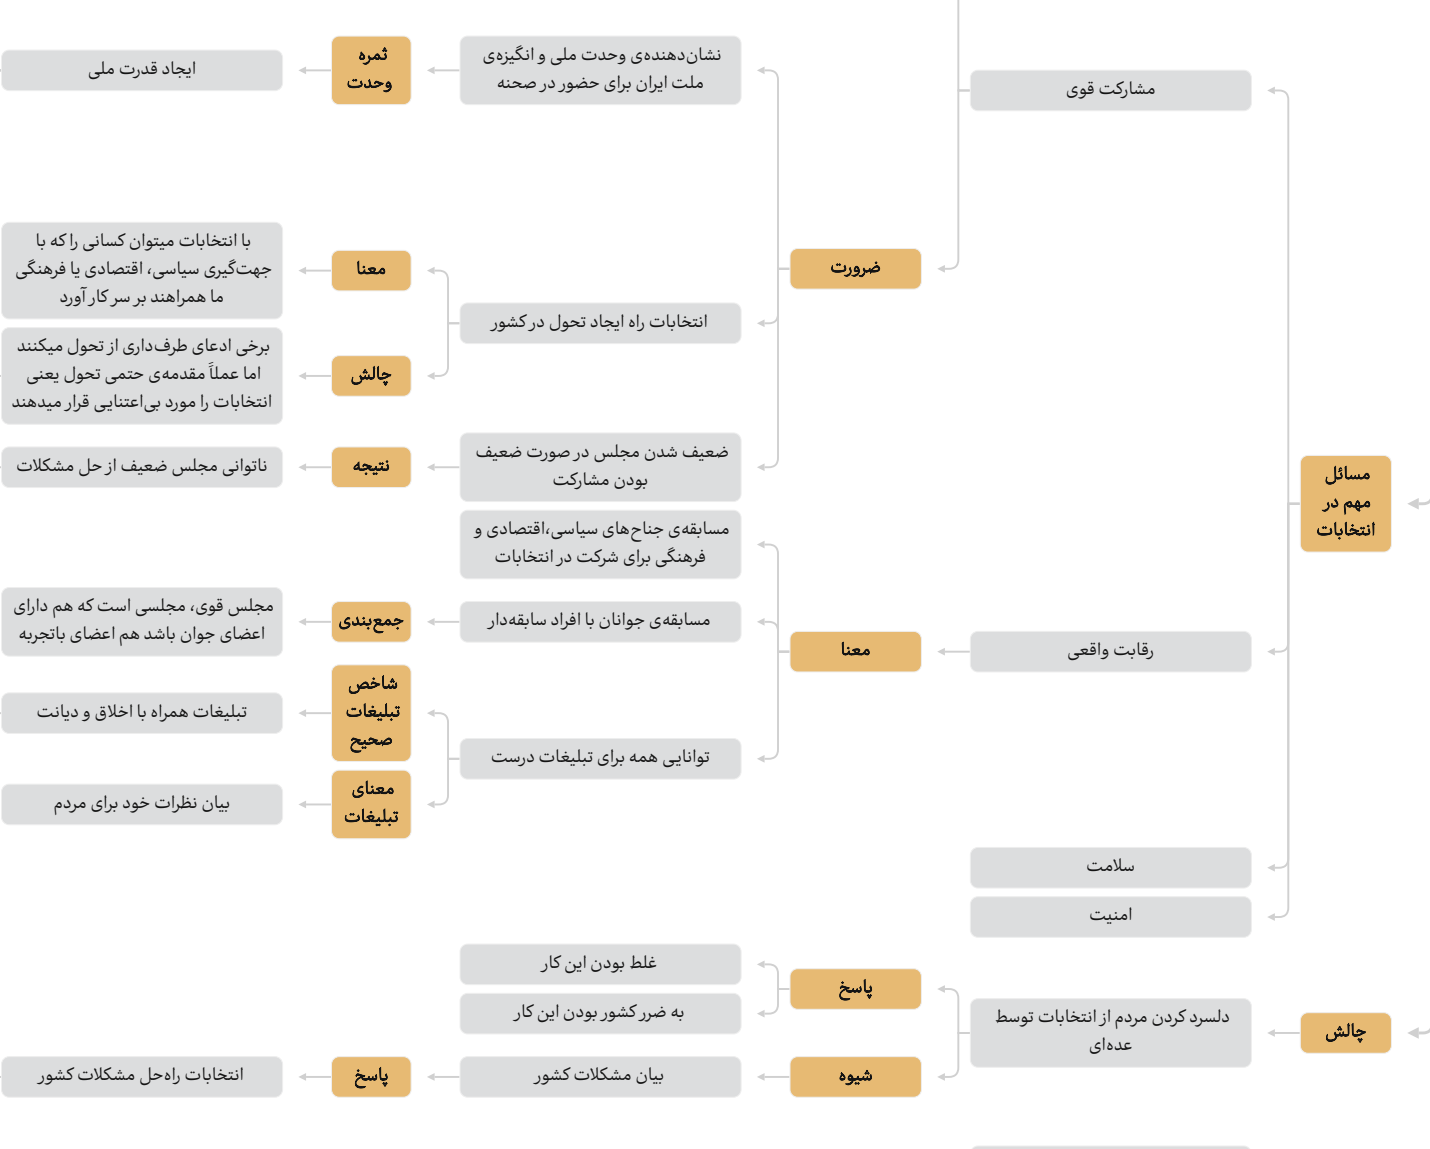 مسائل
مهم در
انتخابات
مشارکت قوی
ضرورت
نشان‌دهنده‌ی وحدت ملی و انگیزه‌ی
ملت ایران برای حضور در صحنه
ثمره
وحدت
ایجاد قدرت ملی
انتخابات راه ایجاد تحول در کشور
معنا
با انتخابات میتوان کسانی را که با
جهت‌گیری سیاسی، اقتصادی یا فرهنگی
ما همراهند بر سر کار آورد
چالش
برخی ادعای طرف‌داری از تحول میکنند
اما عملاً مقدمه‌ی حتمی تحول یعنی
انتخابات را مورد بی‌اعتنایی قرار میدهند
ضعیف شدن مجلس در صورت ضعیف
بودن مشارکت
نتیجه
ناتوانی مجلس ضعیف از حل مشکلات
رقابت واقعی
معنا
مسابقه‌ی جناح‌های سیاسی،اقتصادی و
فرهنگی برای شرکت در انتخابات
مسابقه‌ی جوانان با افراد سابقه‌دار
جمع‌بندی
مجلس قوی، مجلسی است که هم دارای
اعضای جوان باشد هم اعضای باتجربه
توانایی همه برای تبلیغات درست
شاخص
تبلیغات
صحیح
تبلیغات همراه با اخلاق و دیانت
معنای
تبلیغات
بیان نظرات خود برای مردم
سلامت
امنیت
چالش
دلسرد کردن مردم از انتخابات توسط
عده‌ای
پاسخ
غلط بودن این کار
به ضرر کشور بودن این کار
شیوه
بیان مشکلات کشور
پاسخ
انتخابات راه‌حل مشکلات کشور